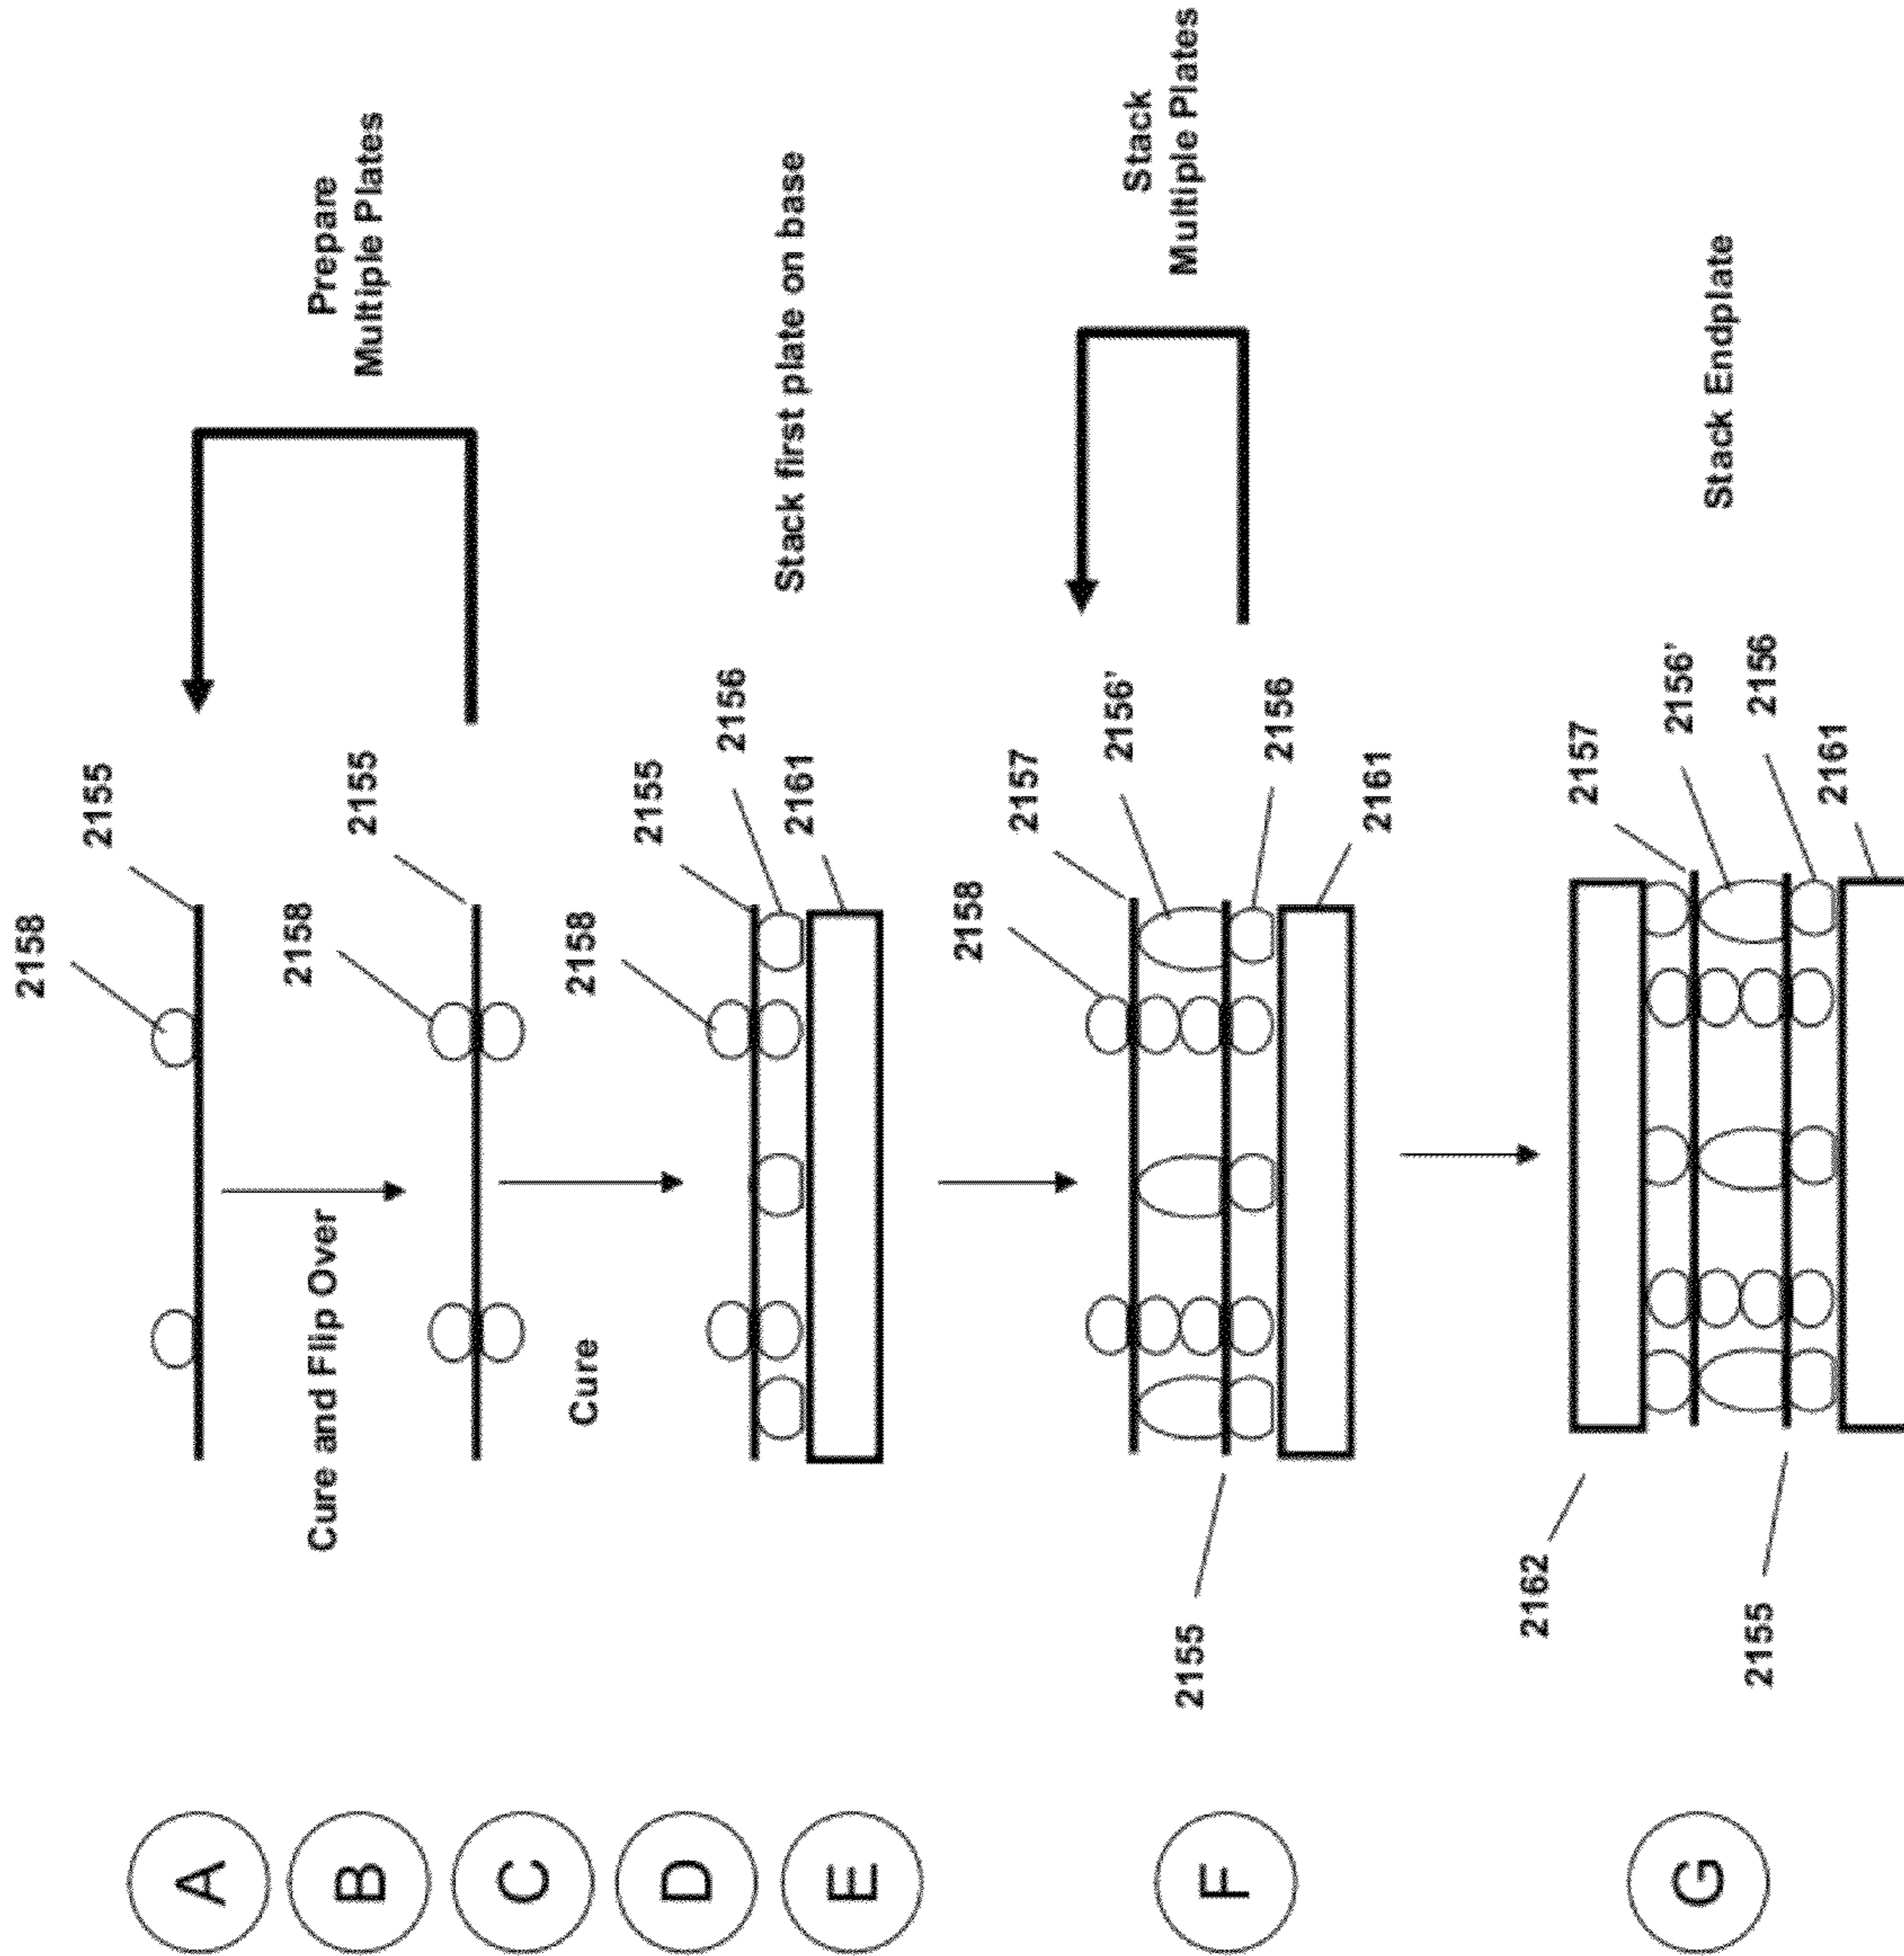 2158
2155
A
Prepare
Multiple Plates
Cure and Flip Over
2158
B
2155
C
Cure
2158
2155
D
2156
Stack first plate on base
2161
E
2158
2157
2156'
Stack
Multiple Plates
2155
F
2156
2161
2162
2157
2156'
G
Stack Endplate
2155
2156
2161